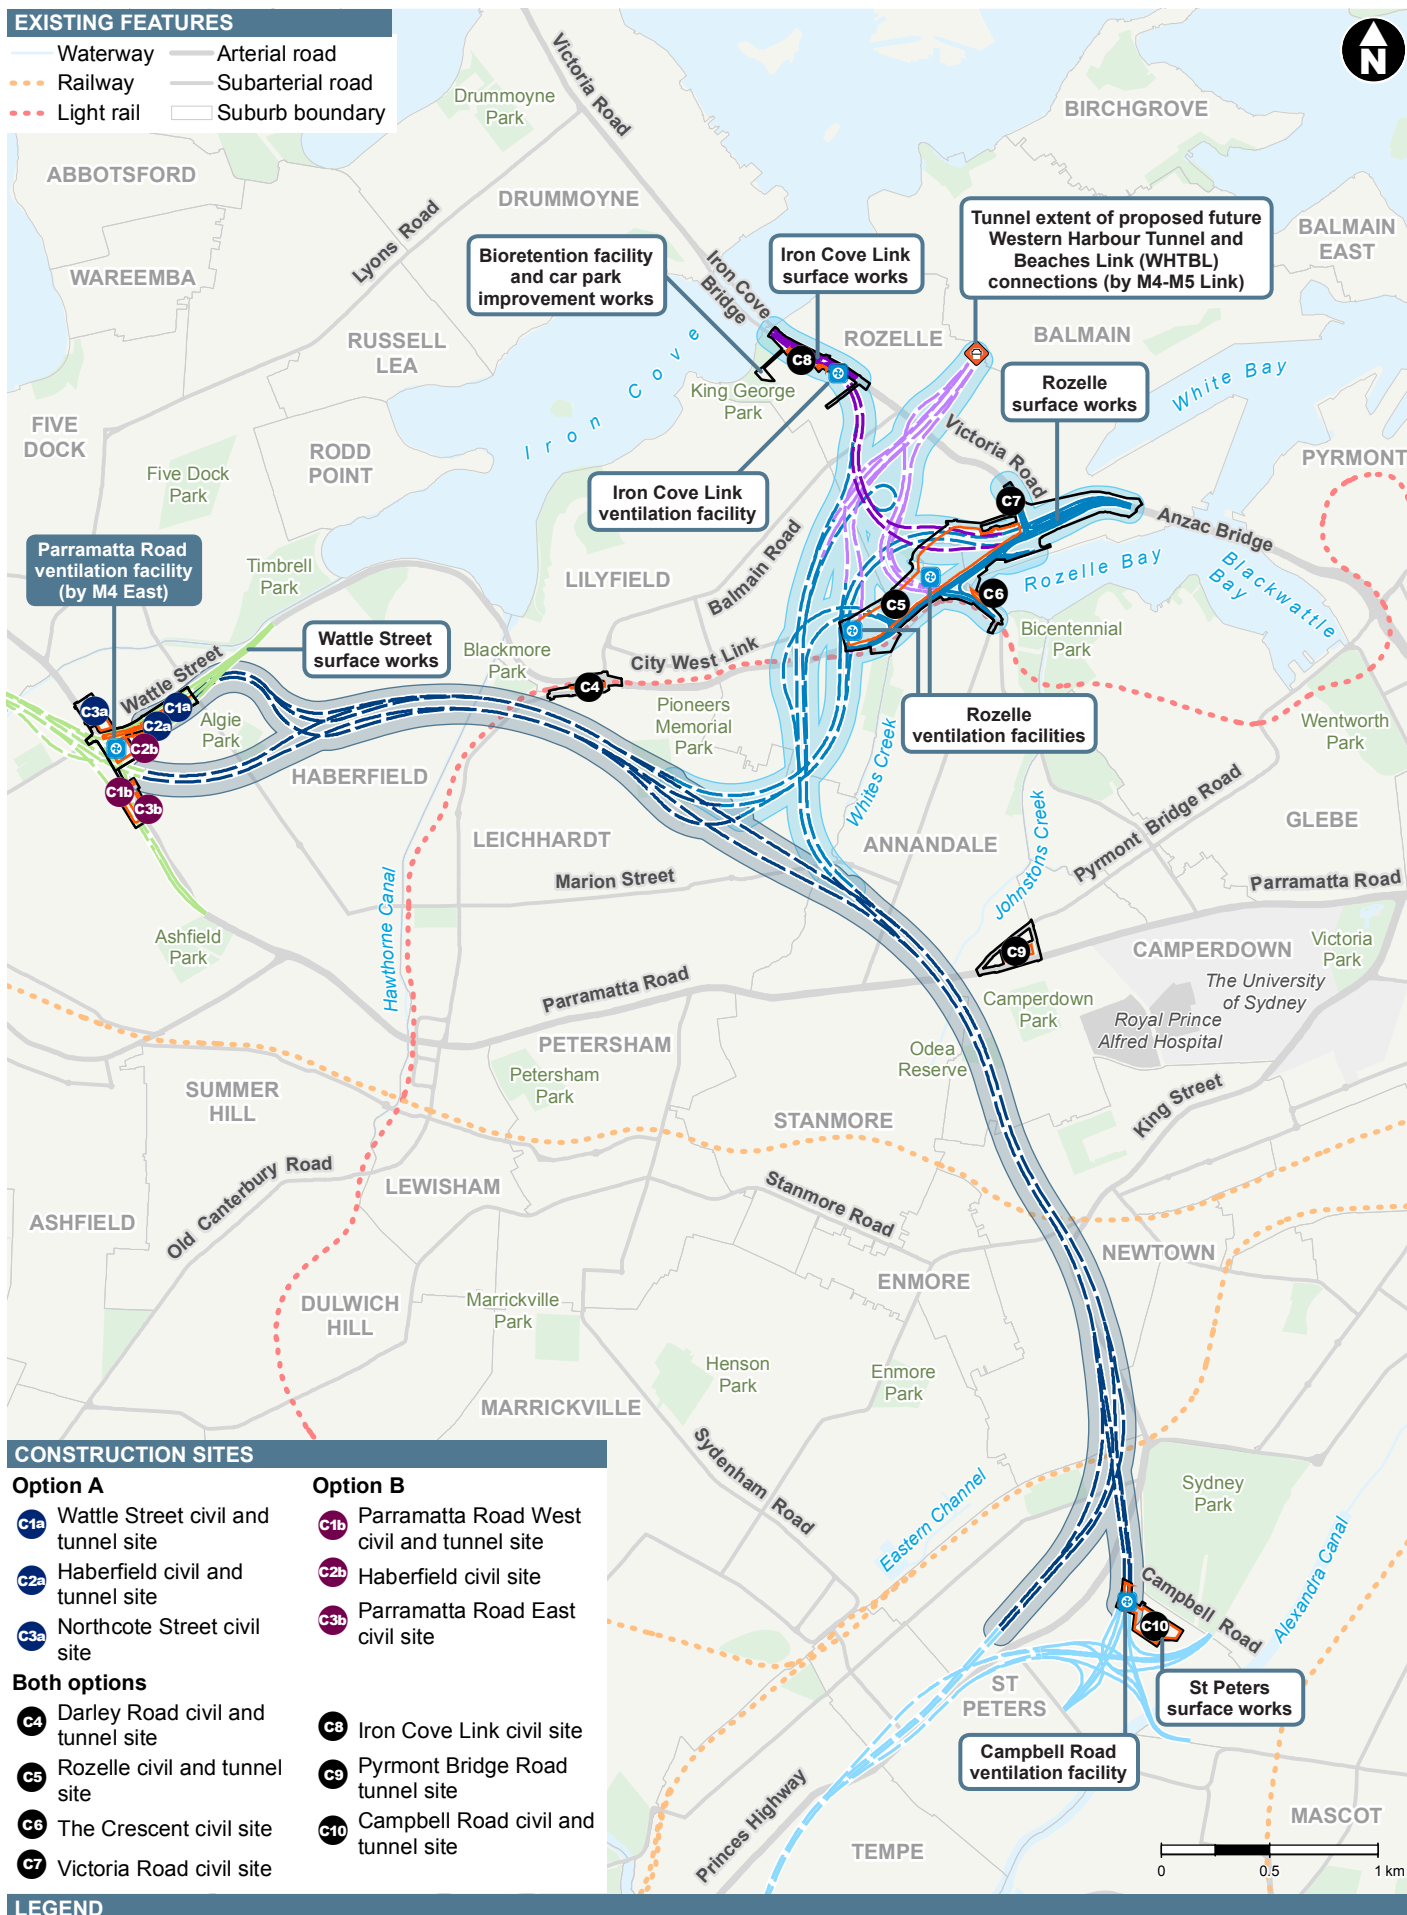 EXISTING FEATURES
Waterway
Arterial road
Railway
Subarterial road
Light rail
Suburb boundary
N
Victoria Road
Drummoyne
Park
BIRCHGROVE
ABBOTSFORD
DRUMMOYNE
Lyons Road
WAREEMBA
Bioretention facility
and car park
improvement works
Iron Cove
Bridge
Iron Cove Link
surface works
Tunnel extent of proposed future
Western Harbour Tunnel and
Beaches Link (WHTBL)
connections (by M4-M5 Link)
BALMAIN
EAST
RUSSELL
LEA
ROZELLE
BALMAIN
C8
King George
Park
Iron Cove
Rozelle
surface works
White Bay
FIVE
DOCK
RODD
POINT
Five Dock
Park
Victoria Road
PYRMONT
Iron Cove Link
ventilation facility
C7
Anzac Bridge
Parramatta Road
ventilation facility
(by M4 East)
Timbrell
Park
LILYFIELD
Balmain Road
Rozelle Bay
Blackwattle
Bay
C5
C6
Wattle Street
surface works
Blackmore
Park
City West Link
Bicentennial
Park
Wattle Street
C4
C3a
C1a
C2a
C2b
Algie
Park
Pioneers
Memorial
Park
Rozelle
ventilation facilities
Wentworth
Park
HABERFIELD
C1b
C3b
Whites Creek
Johnstons Creek
Pyrmont Bridge Road
GLEBE
LEICHHARDT
ANNANDALE
Marion Street
Parramatta Road
Hawthorne Canal
Ashfield
Park
C9
CAMPERDOWN
Victoria
Park
The University
of Sydney
Parramatta Road
Camperdown
Park
Royal Prince
Alfred Hospital
PETERSHAM
Petersham
Park
Odea
Reserve
SUMMER
HILL
STANMORE
King Street
Old Canterbury Road
LEWISHAM
Stanmore Road
ASHFIELD
NEWTOWN
ENMORE
DULWICH
HILL
Marrickville
Park
Henson
Park
Enmore
Park
MARRICKVILLE
Sydenham Road
Eastern Channel
Sydney
Park
Alexandra Canal
Campbell Road
C10
ST
PETERS
St Peters
surface works
Campbell Road
ventilation facility
Princes Highway
TEMPE
MASCOT
0
0.5
1 km
CONSTRUCTION SITES
Option A
C1a Wattle Street civil and
tunnel site
C2a Haberfield civil and
tunnel site
C3a Northcote Street civil
site
Option B
C1b Parramatta Road West
civil and tunnel site
C2b Haberfield civil site
C3b Parramatta Road East
civil site
Both options
C4 Darley Road civil and
tunnel site
C5 Rozelle civil and tunnel
site
C6 The Crescent civil site
C7 Victoria Road civil site
C8 Iron Cove Link civil site
C9 Pyrmont Bridge Road
tunnel site
C10 Campbell Road civil and
tunnel site
LEGEND